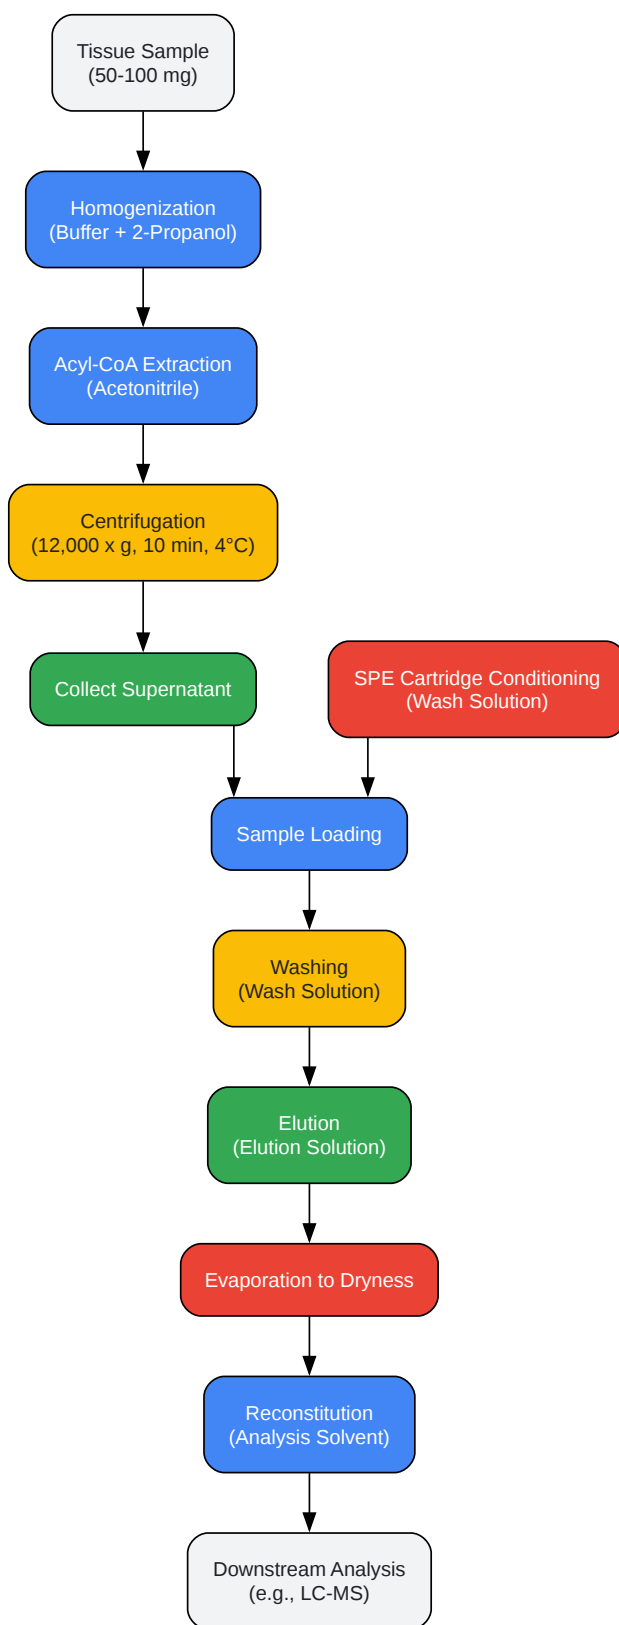 Tissue Sample
(50-100 mg)
Homogenization
(Buffer + 2-Propanol)
Acyl-CoA Extraction
(Acetonitrile)
Centrifugation
(12,000 x g, 10 min, 4°C)
Collect Supernatant
SPE Cartridge Conditioning
(Wash Solution)
Sample Loading
Washing
(Wash Solution)
Elution
(Elution Solution)
Evaporation to Dryness
Reconstitution
(Analysis Solvent)
Downstream Analysis
(e.g., LC-MS)